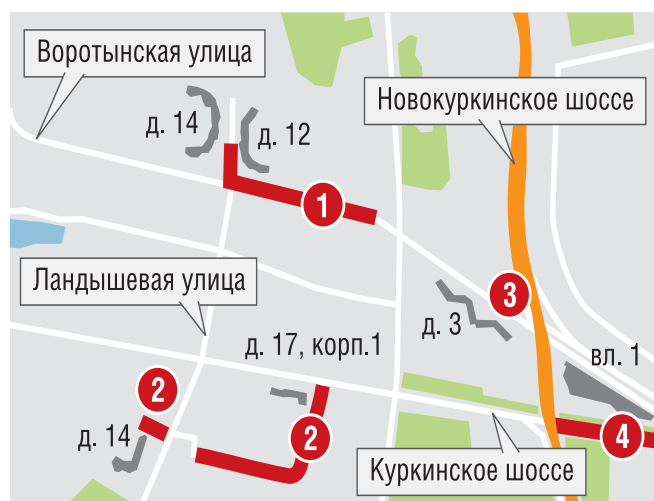 Воротынская улица
Новокуркинское шоссе
д. 14
д. 12
1
Ландышевая улица
3
д. 3
д. 17, корп.1
вл. 1
2
2
д. 14
4
Куркинское шоссе